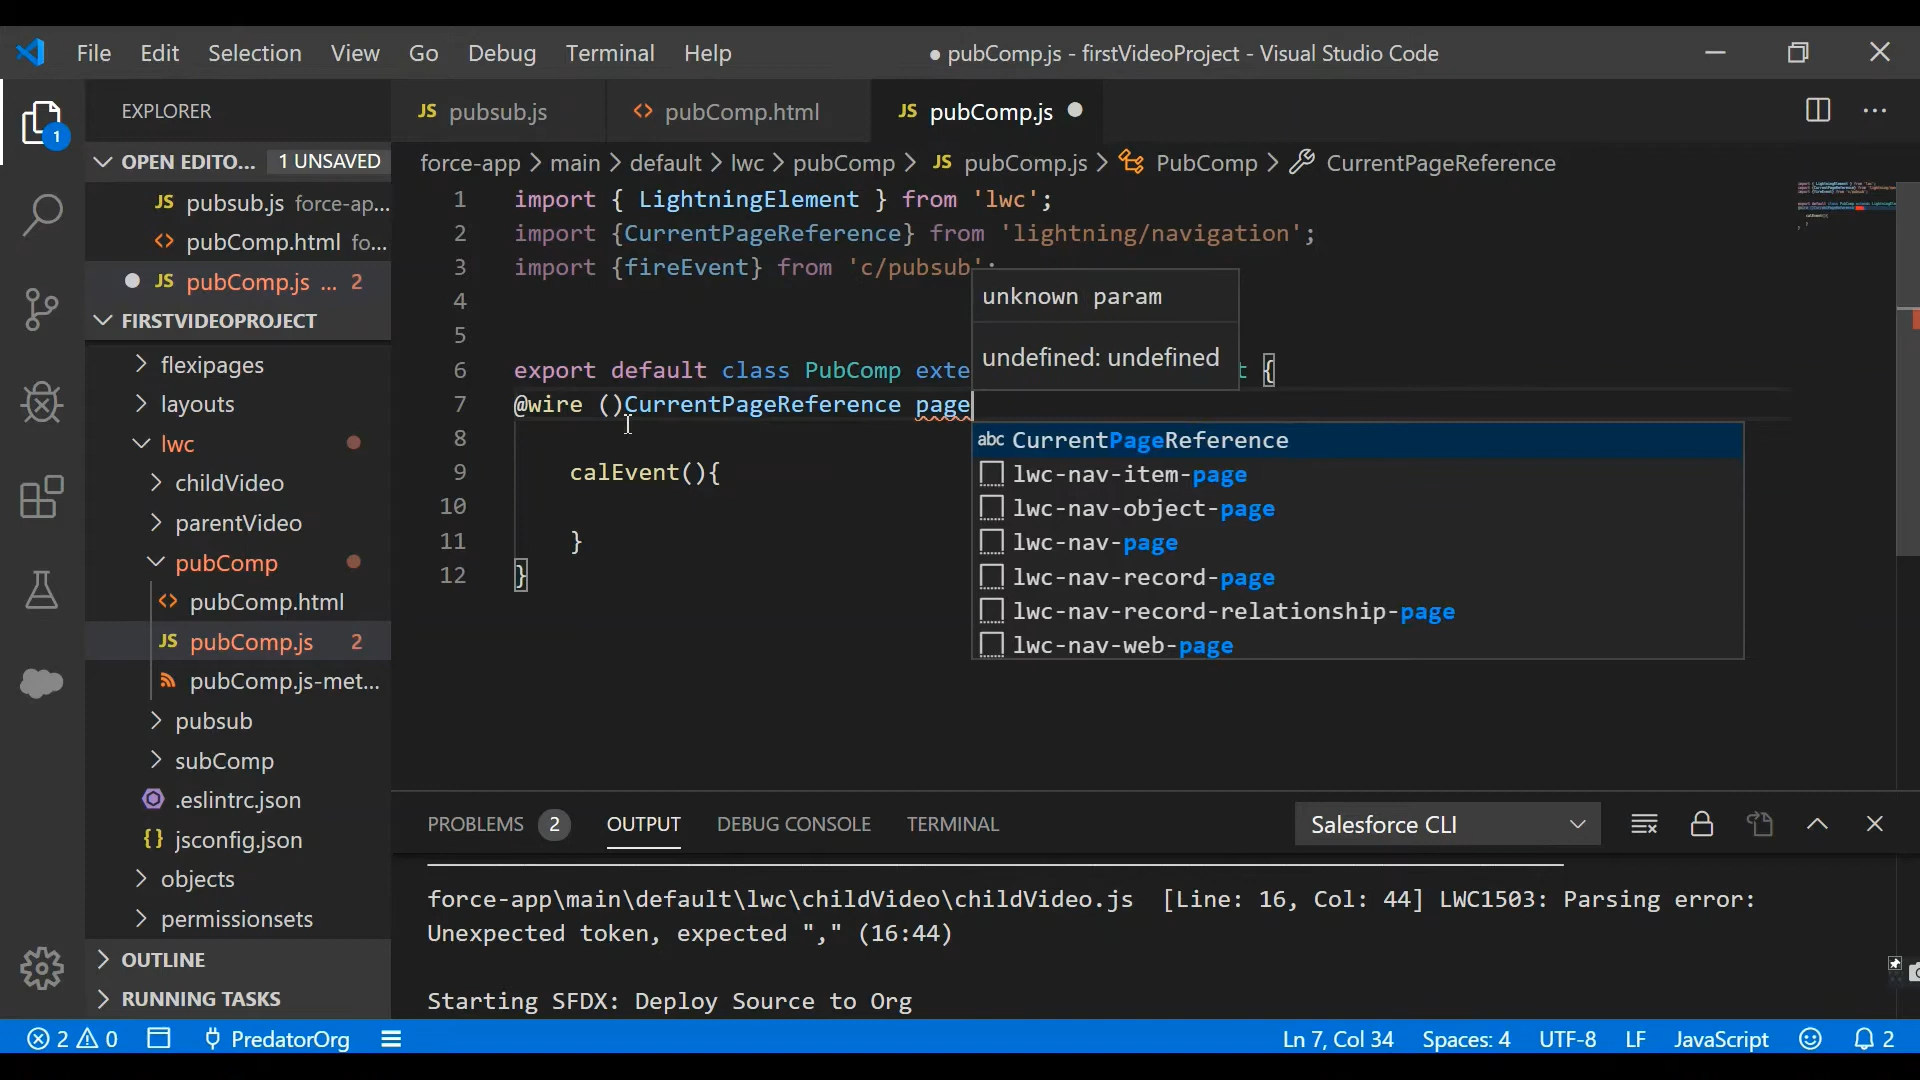 File Edit Selection View Go Debug Terminal Help
● pubComp.js - firstVideoProject - Visual Studio Code
EXPLORER
JS pubsub.js
<> pubComp.html
JS pubComp.js
1
OPEN EDITO... 1 UNSAVED
JS pubsub.js force-ap...
<> pubComp.html fo...
JS pubComp.js ... 2
FIRSTVIDEOPROJECT
flexipages
layouts
lwc
childVideo
parentVideo
pubComp
<> pubComp.html
JS pubComp.js 2
pubComp.js-met...
pubsub
subComp
.eslintrc.json
{} jsconfig.json
objects
permissionsets
OUTLINE
RUNNING TASKS
force-app > main > default > lwc > pubComp > JS pubComp.js > PubComp > CurrentPageReference
1 import { LightningElement } from 'lwc';
2 import {CurrentPageReference} from 'lightning/navigation';
3 import {fireEvent} from 'c/pubsub';
4
5
6 export default class PubComp exte t {
7 @wire ()CurrentPageReference page
8
9 calEvent(){
10
11 }
12 }
unknown param
undefined: undefined
abc CurrentPageReference
lwc-nav-item-page
lwc-nav-object-page
lwc-nav-page
lwc-nav-record-page
lwc-nav-record-relationship-page
lwc-nav-web-page
PROBLEMS 2 OUTPUT DEBUG CONSOLE TERMINAL
Salesforce CLI
force-app\main\default\lwc\childVideo\childVideo.js [Line: 16, Col: 44] LWC1503: Parsing error:
Unexpected token, expected "," (16:44)
Starting SFDX: Deploy Source to Org
2 0 PredatorOrg
Ln 7, Col 34 Spaces: 4 UTF-8 LF JavaScript 2